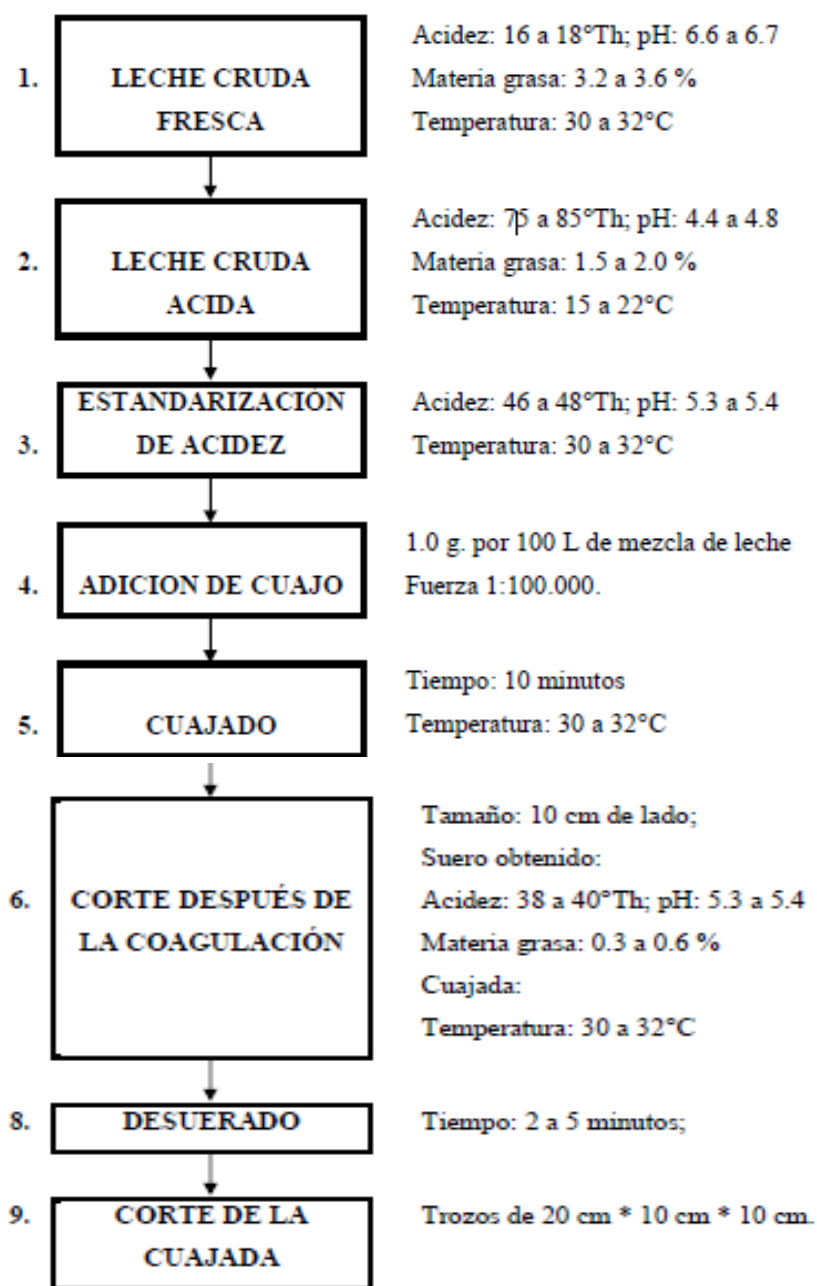 Acidez: 16 a 18°Th; pH: 6.6 a 6.7
1. LECHE CRUDA
Materia grasa: 3.2 a 3.6 %
FRESCA
Temperatura: 30 a 32°C
Acidez: 75 a 85°Th; pH: 4.4 a 4.8
2. LECHE CRUDA
Materia grasa: 1.5 a 2.0 %
ACIDA
Temperatura: 15 a 22°C
ESTANDARIZACIÓN
Acidez: 46 a 48°Th; pH: 5.3 a 5.4
3. DE ACIDEZ
Temperatura: 30 a 32°C
1.0 g. por 100 L de mezcla de leche
4. ADICION DE CUAJO
Fuerza 1:100.000.
Tiempo: 10 minutos
5. CUAJADO
Temperatura: 30 a 32°C
Tamaño: 10 cm de lado;
Suero obtenido:
6. CORTE DESPUÉS DE
Acidez: 38 a 40°Th; pH: 5.3 a 5.4
LA COAGULACIÓN
Materia grasa: 0.3 a 0.6 %
Cuajada:
Temperatura: 30 a 32°C
8. DESUERADO
Tiempo: 2 a 5 minutos;
9. CORTE DE LA
Trozos de 20 cm * 10 cm * 10 cm.
CUAJADA